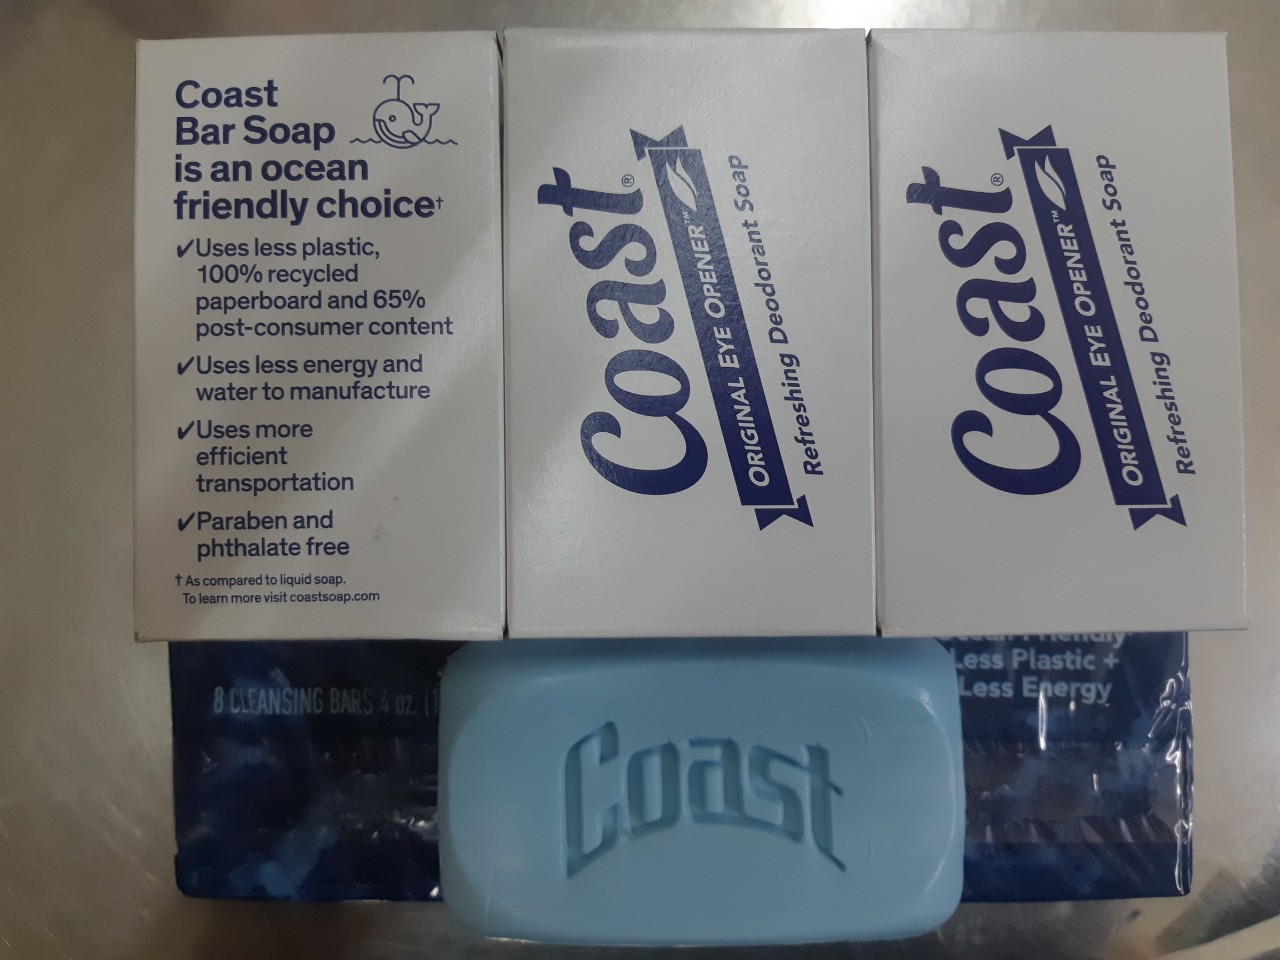 Coast
Bar Soap
is an ocean
friendly choice†
✓Uses less plastic,
100% recycled
paperboard and 65%
post-consumer content
✓Uses less energy and
water to manufacture
✓Uses more
efficient
transportation
✓Paraben and
phthalate free
† As compared to liquid soap.
To learn more visit coastsoap.com
Coast®
ORIGINAL EYE OPENER™
Refreshing Deodorant Soap
Coast®
ORIGINAL EYE OPENER™
Refreshing Deodorant Soap
8 CLEANSING BARS 4 OZ.
Ocean Friendly
Less Plastic +
Less Energy
Coast